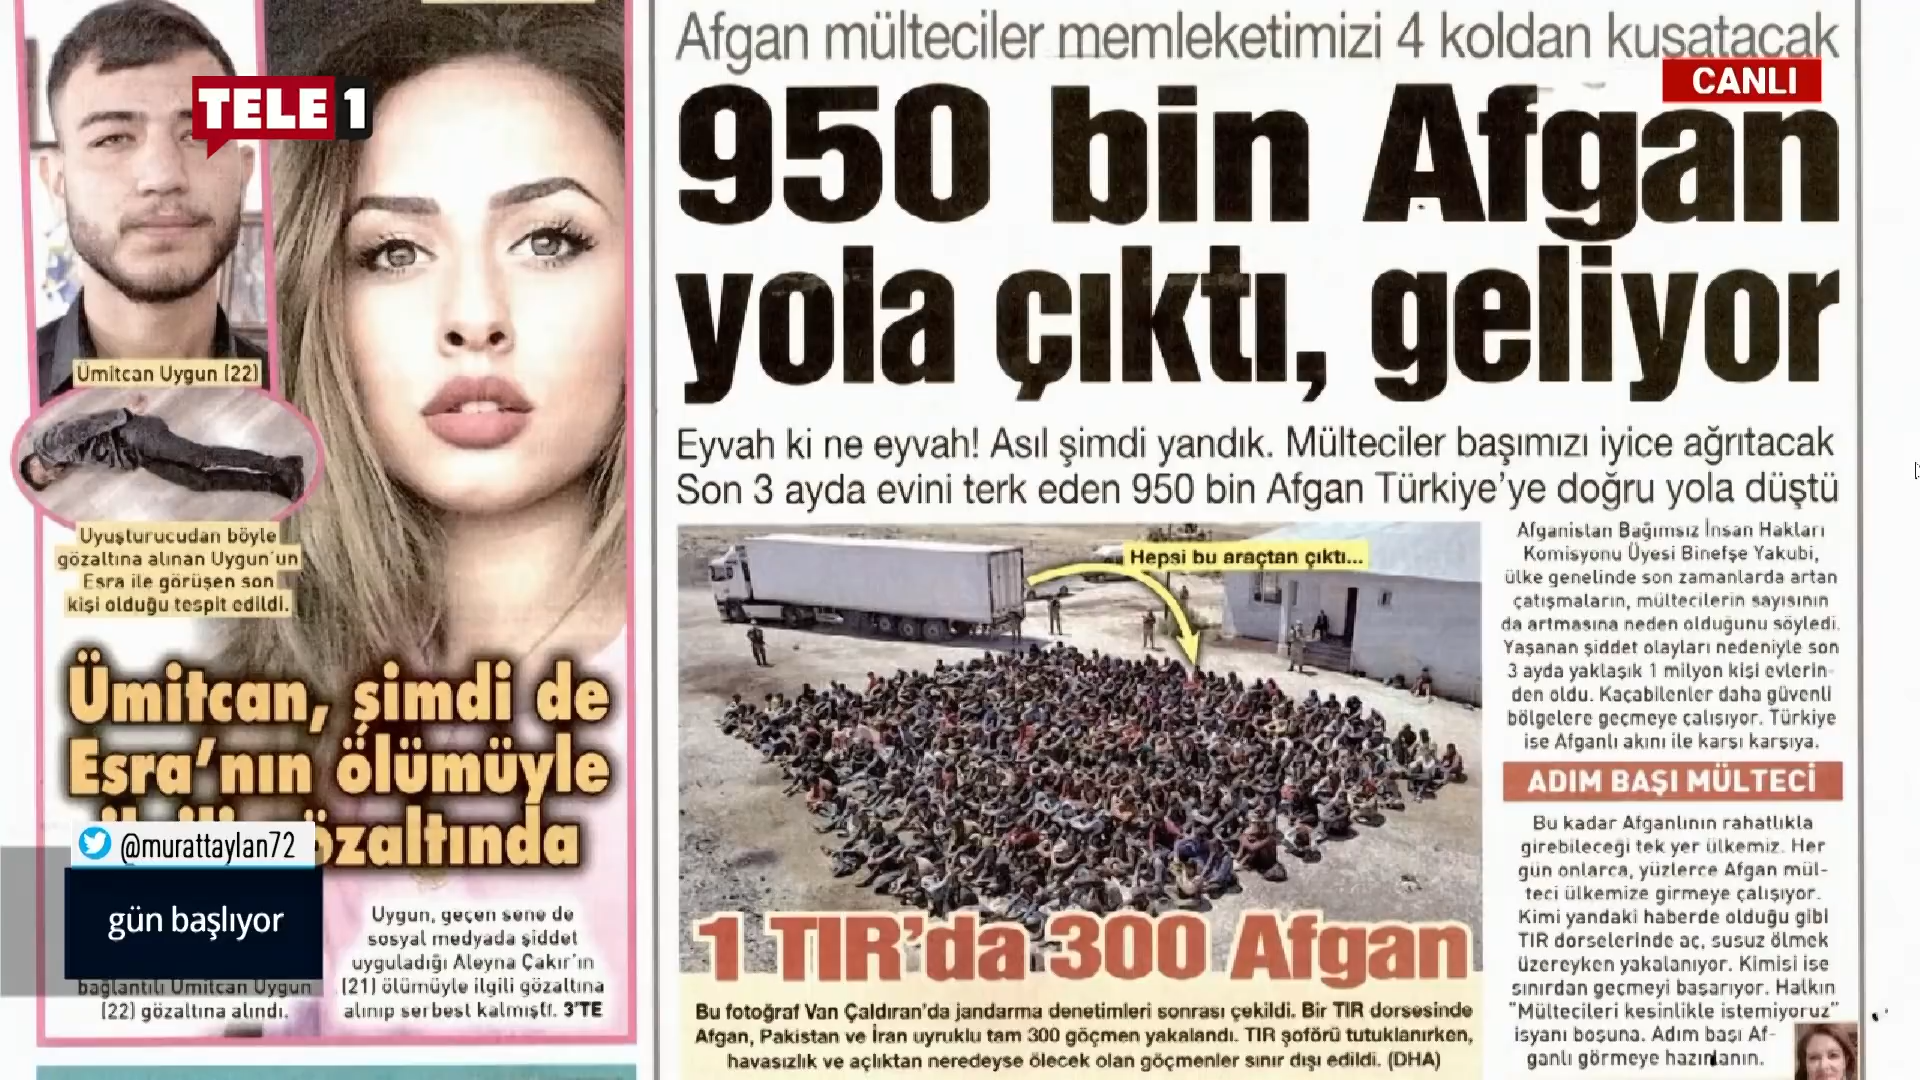 TELE 1
CANLI
Ümitcan Uygun (22)
Uyuşturucudan böyle
gözaltına alınan Uygun'un
Esra ile görüşen son
kişi olduğu tespit edildi.
Ümitcan, şimdi de
Esra'nın ölümüyle
gözaltında
@murattaylan72
gün başlıyor
bağlantılı Ümitcan Uygun
(22) gözaltına alındı.
Uygun, geçen sene de
sosyal medyada şiddet
uyguladığı Aleyna Çakır'ın
(21) ölümüyle ilgili gözaltına
alınıp serbest kalmıştı. 3'TE
Afgan mülteciler memleketimizi 4 koldan kuşatacak
950 bin Afgan
yola çıktı, geliyor
Eyvah ki ne eyvah! Asıl şimdi yandık. Mülteciler başımızı iyice ağrıtacak
Son 3 ayda evini terk eden 950 bin Afgan Türkiye'ye doğru yola düştü
Hepsi bu araçtan çıktı...
1 TIR'da 300 Afgan
Bu fotoğraf Van Çaldıran'da jandarma denetimleri sonrası çekildi. Bir TIR dorsesinde
Afgan, Pakistan ve İran uyruklu tam 300 göçmen yakalandı. TIR şoförü tutuklanırken,
havasızlık ve açlıktan neredeyse ölecek olan göçmenler sınır dışı edildi. (DHA)
Afganistan Bağımsız İnsan Hakları
Komisyonu Üyesi Binefşe Yakubi,
ülke genelinde son zamanlarda artan
çatışmaların, mültecilerin sayısının
da artmasına neden olduğunu söyledi.
Yaşanan şiddet olayları nedeniyle son
3 ayda yaklaşık 1 milyon kişi evlerin-
den oldu. Kaçabilenler daha güvenli
bölgelere geçmeye çalışıyor. Türkiye
ise Afganlı akını ile karşı karşıya.
ADIM BAŞI MÜLTECİ
Bu kadar Afganlının rahatlıkla
girebileceği tek yer ülkemiz. Her
gün onlarca, yüzlerce Afgan mül-
teci ülkemize girmeye çalışıyor.
Kimi yandaki haberde olduğu gibi
TIR dorselerinde aç, susuz ölmek
üzereyken yakalanıyor. Kimisi ise
sınırdan geçmeyi başarıyor. Halkın
"Mültecileri kesinlikle istemiyoruz"
isyanı boşuna. Adım başı Af-
ganlı görmeye hazırlanın.